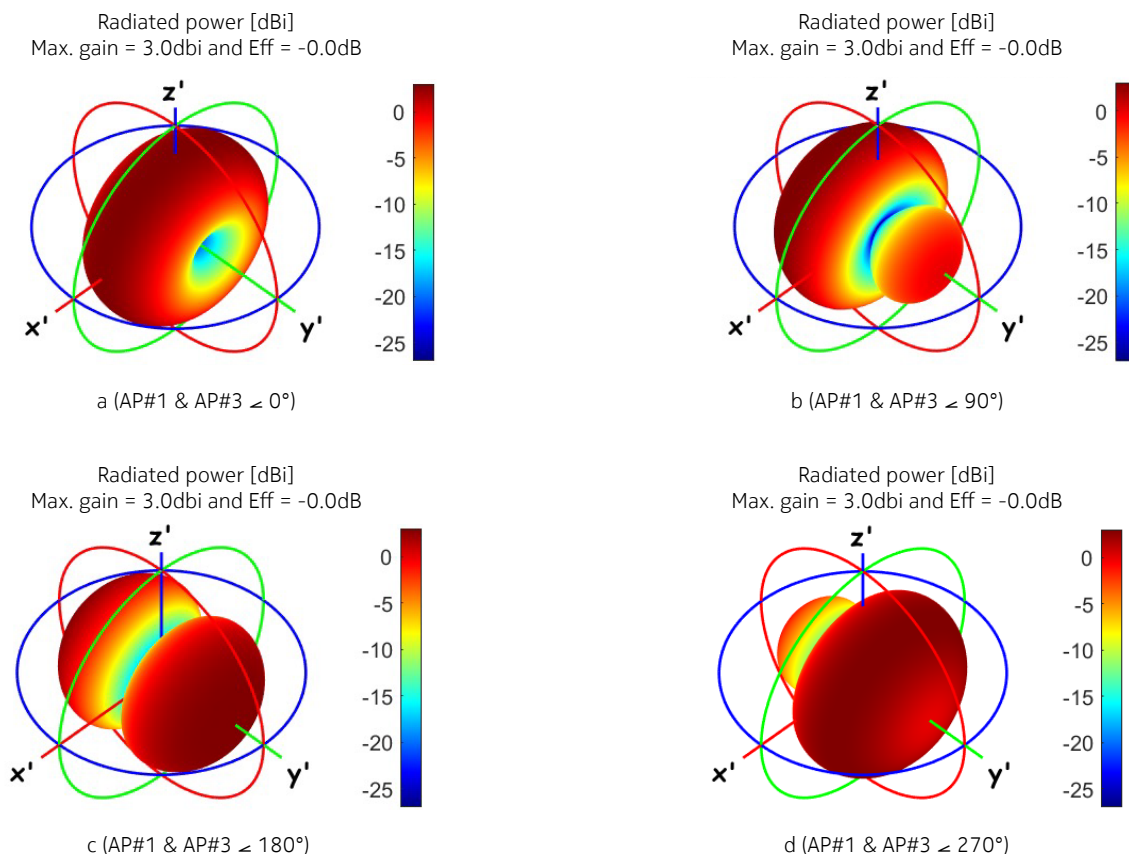 Radiated power [dBi]
Max. gain = 3.0dbi and Eff = -0.0dB
z'
0
-5
-10
-15
-20
-25
x'
y'
a (AP#1 & AP#3 ∠ 0°)
Radiated power [dBi]
Max. gain = 3.0dbi and Eff = -0.0dB
z'
0
-5
-10
-15
-20
-25
x'
y'
b (AP#1 & AP#3 ∠ 90°)
Radiated power [dBi]
Max. gain = 3.0dbi and Eff = -0.0dB
z'
0
-5
-10
-15
-20
-25
x'
y'
c (AP#1 & AP#3 ∠ 180°)
Radiated power [dBi]
Max. gain = 3.0dbi and Eff = -0.0dB
z'
0
-5
-10
-15
-20
-25
x'
y'
d (AP#1 & AP#3 ∠ 270°)